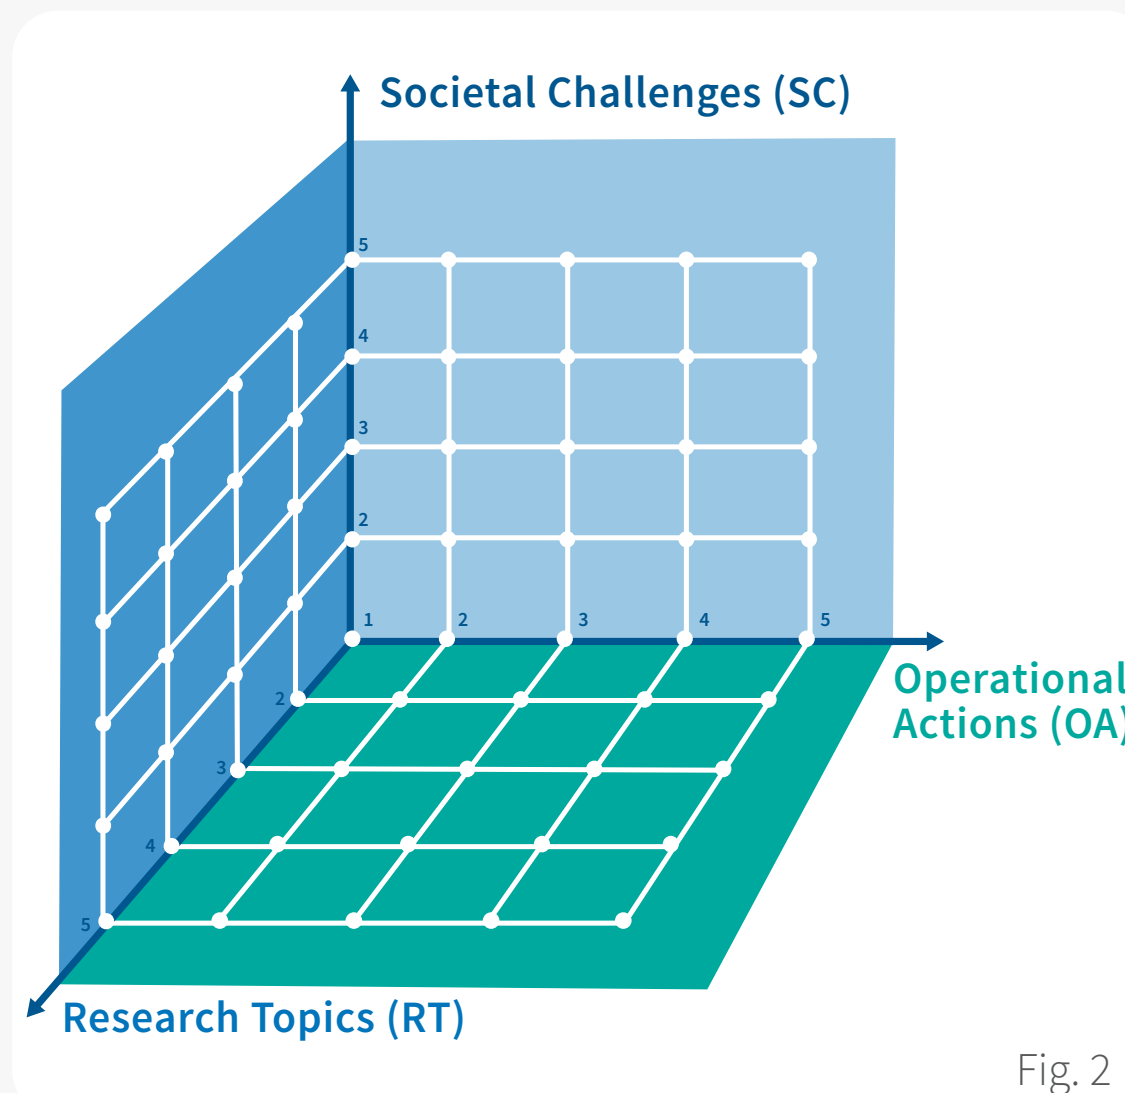 Societal Challenges (SC)
5
4
3
2
1 2 3 4 5
Operational
Actions (OA)
2
3
4
5
Research Topics (RT)
Fig. 2